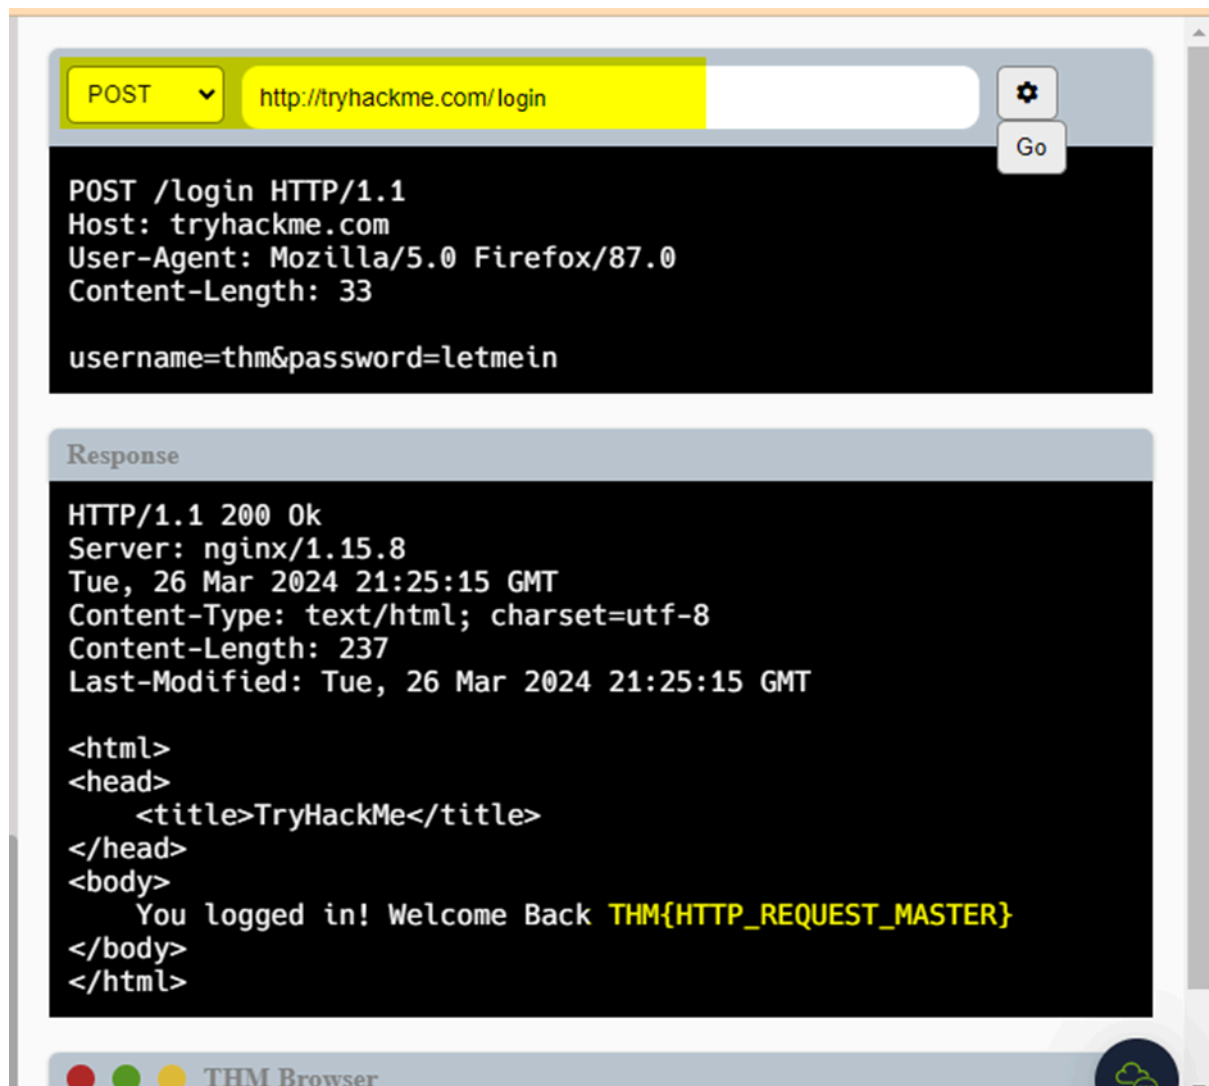 POST
http://tryhackme.com/login
Go
POST /login HTTP/1.1
Host: tryhackme.com
User-Agent: Mozilla/5.0 Firefox/87.0
Content-Length: 33
username=thm&password=letmein
Response
HTTP/1.1 200 Ok
Server: nginx/1.15.8
Tue, 26 Mar 2024 21:25:15 GMT
Content-Type: text/html; charset=utf-8
Content-Length: 237
Last-Modified: Tue, 26 Mar 2024 21:25:15 GMT
<html>
<head>
    <title>TryHackMe</title>
</head>
<body>
    You logged in! Welcome Back THM{HTTP_REQUEST_MASTER}
</body>
</html>
THM Browser